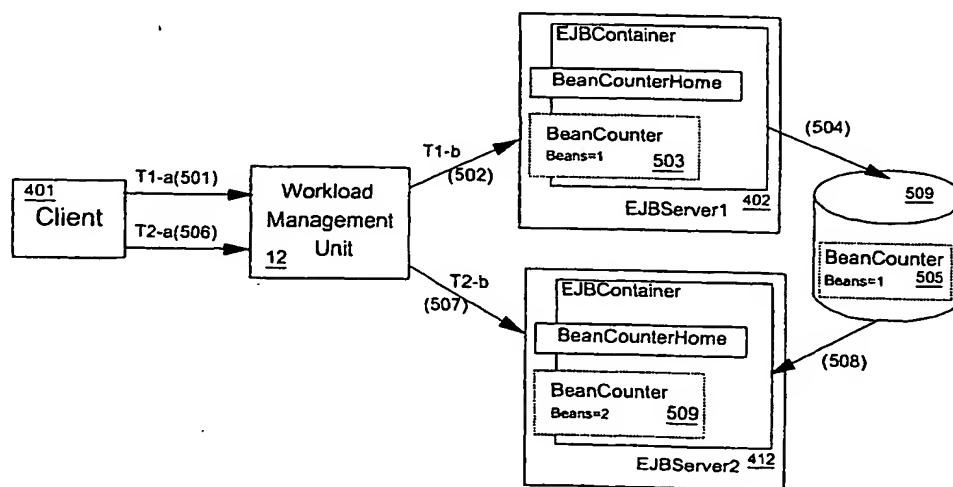 EJBContainer
BeanCounterHome
BeanCounter
Beans=1 503
EJBServer1 402
(504)
T1-b
(502)
401
Client
T1-a(501)
T2-a(506)
Workload
Management
Unit
12
509
BeanCounter
Beans=1 505
T2-b
(507)
EJBContainer
BeanCounterHome
BeanCounter
Beans=2 509
EJBServer2 412
(508)